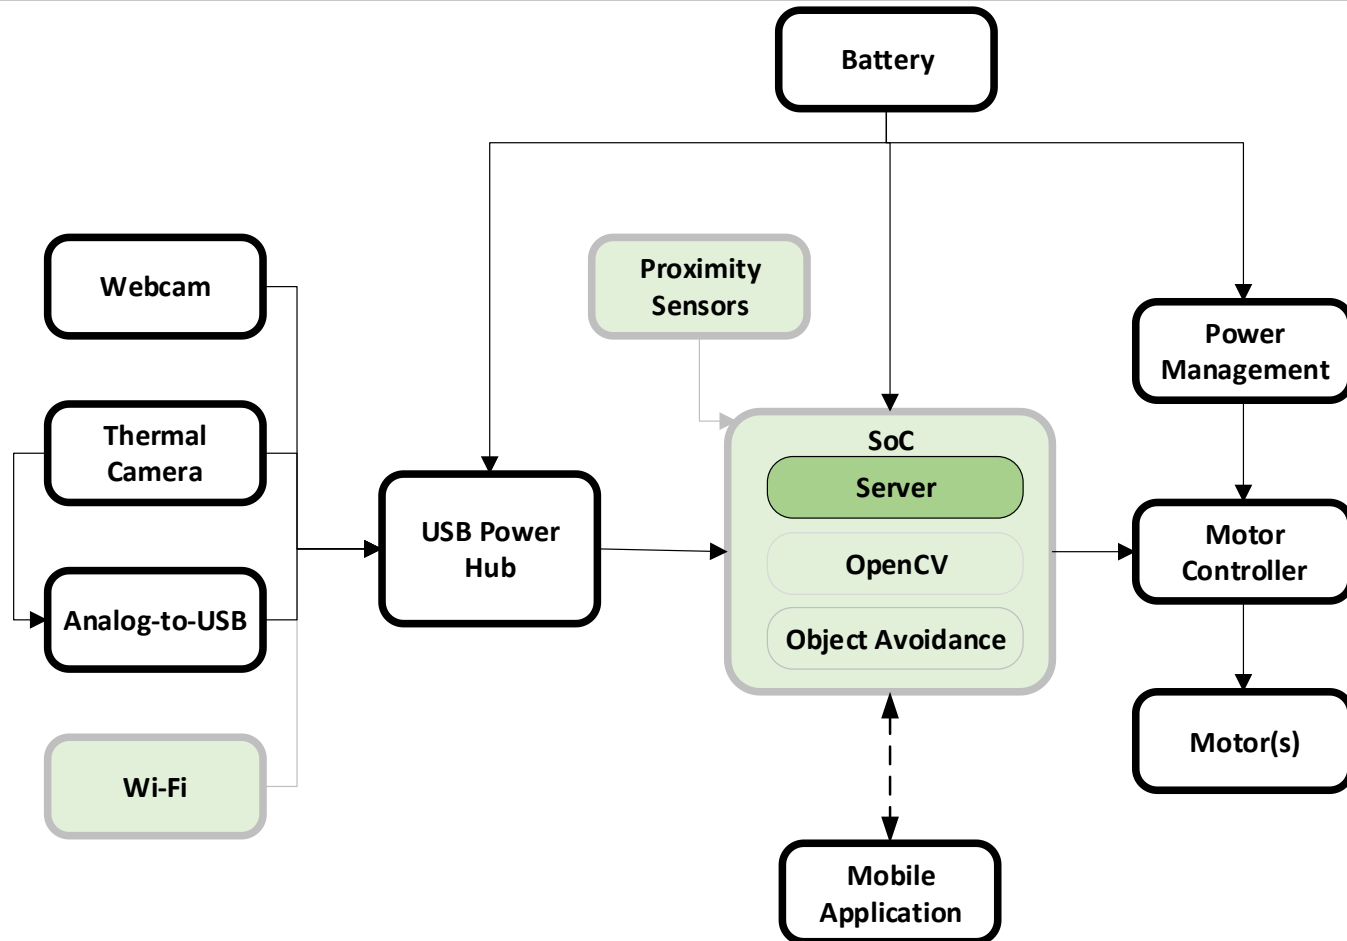 Battery
Webcam
Proximity
Sensors
Power
Management
Thermal
Camera
SoC
Server
USB Power
Hub
OpenCV
Motor
Controller
Analog-to-USB
Object Avoidance
Wi-Fi
Motor(s)
Mobile
Application